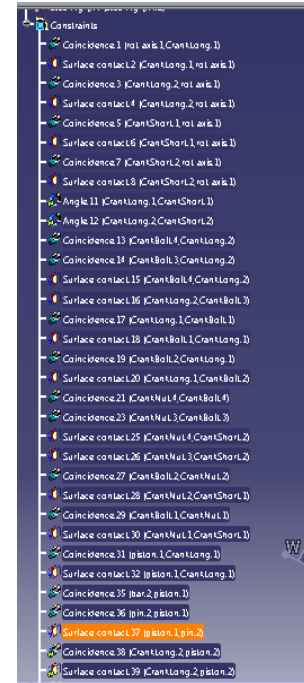 Constraints
Coincidence.1 (rot axis.1,CrankLong.1)
Surface contact.2 (CrankLong.1,rot axis.1)
Coincidence.3 (CrankLong.2,rot axis.1)
Surface contact.4 (CrankLong.2,rot axis.1)
Coincidence.5 (CrankShort.1,rot axis.1)
Surface contact.6 (CrankShort.1,rot axis.1)
Coincidence.7 (CrankShort.2,rot axis.1)
Surface contact.8 (CrankShort.2,rot axis.1)
Angle.11 (CrankLong.1,CrankShort.1)
Angle.12 (CrankLong.2,CrankShort.2)
Coincidence.13 (CrankBolt.4,CrankLong.2)
Coincidence.14 (CrankBolt.3,CrankLong.2)
Surface contact.15 (CrankBolt.4,CrankLong.2)
Surface contact.16 (CrankLong.2,CrankBolt.3)
Coincidence.17 (CrankLong.1,CrankBolt.1)
Surface contact.18 (CrankBolt.1,CrankLong.1)
Coincidence.19 (CrankBolt.2,CrankLong.1)
Surface contact.20 (CrankLong.1,CrankBolt.2)
Coincidence.21 (CrankNut.4,CrankBolt.4)
Coincidence.23 (CrankNut.3,CrankBolt.3)
Surface contact.25 (CrankNut.4,CrankShort.2)
Surface contact.26 (CrankNut.3,CrankShort.2)
Coincidence.27 (CrankBolt.2,CrankNut.2)
Surface contact.28 (CrankNut.2,CrankShort.1)
Coincidence.29 (CrankBolt.1,CrankNut.1)
Surface contact.30 (CrankNut.1,CrankShort.1)
Coincidence.31 (piston.1,CrankLong.1)
Surface contact.32 (piston.1,CrankLong.1)
Coincidence.35 (bar.2,piston.1)
Coincidence.36 (pin.2,piston.1)
Surface contact.37 (piston.1,pin.2)
Coincidence.38 (CrankLong.2,piston.2)
Surface contact.39 (CrankLong.2,piston.2)
W